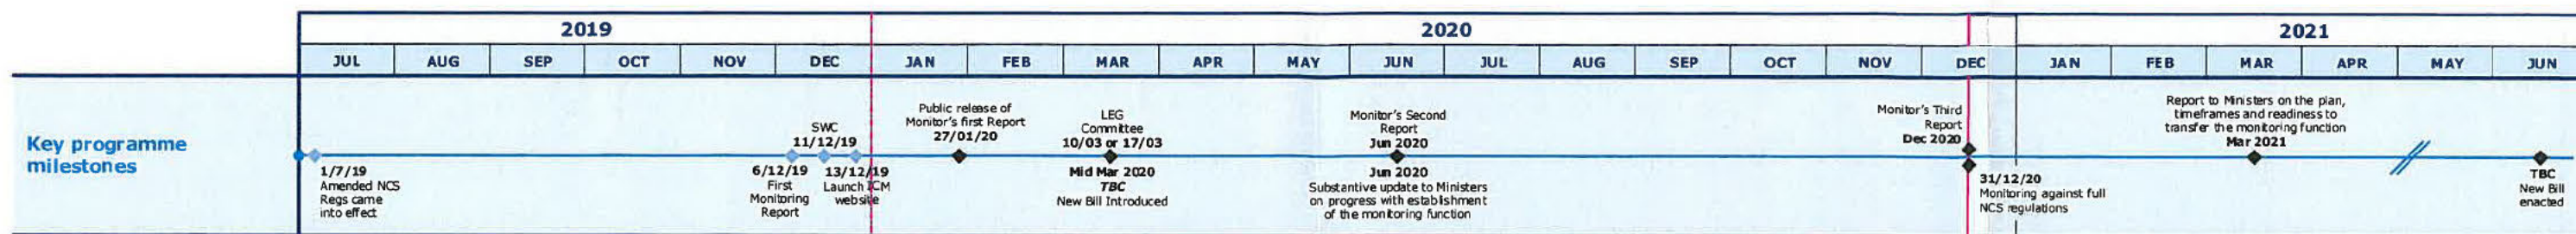 2019 2020 2021
JUL AUG SEP OCT NOV DEC JAN FEB MAR APR MAY JUN JUL AUG SEP OCT NOV DEC JAN FEB MAR APR MAY JUN
Key programme
milestones
1/7/19
Amended NCS
Regs came
into effect
6/12/19
First
Monitoring
Report
SWC
11/12/19
13/12/19
Launch ICM
website
Public release of
Monitor's first Report
27/01/20
LEG
Committee
10/03 or 17/03
Mid Mar 2020
TBC
New Bill Introduced
Monitor's Second
Report
Jun 2020
Jun 2020
Substantive update to Ministers
on progress with establishment
of the monitoring function
Monitor's Third
Report
Dec 2020
31/12/20
Monitoring against full
NCS regulations
Report to Ministers on the plan,
timeframes and readiness to
transfer the monitoring function
Mar 2021
TBC
New Bill
enacted